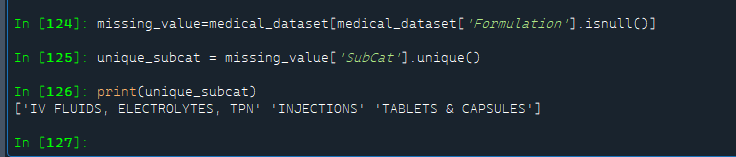 In [124]: missing_value=medical_dataset[medical_dataset['Formulation'].isnull()]
In [125]: unique_subcat = missing_value['SubCat'].unique()
In [126]: print(unique_subcat)
['IV FLUIDS, ELECTROLYTES, TPN' 'INJECTIONS' 'TABLETS & CAPSULES']
In [127]: